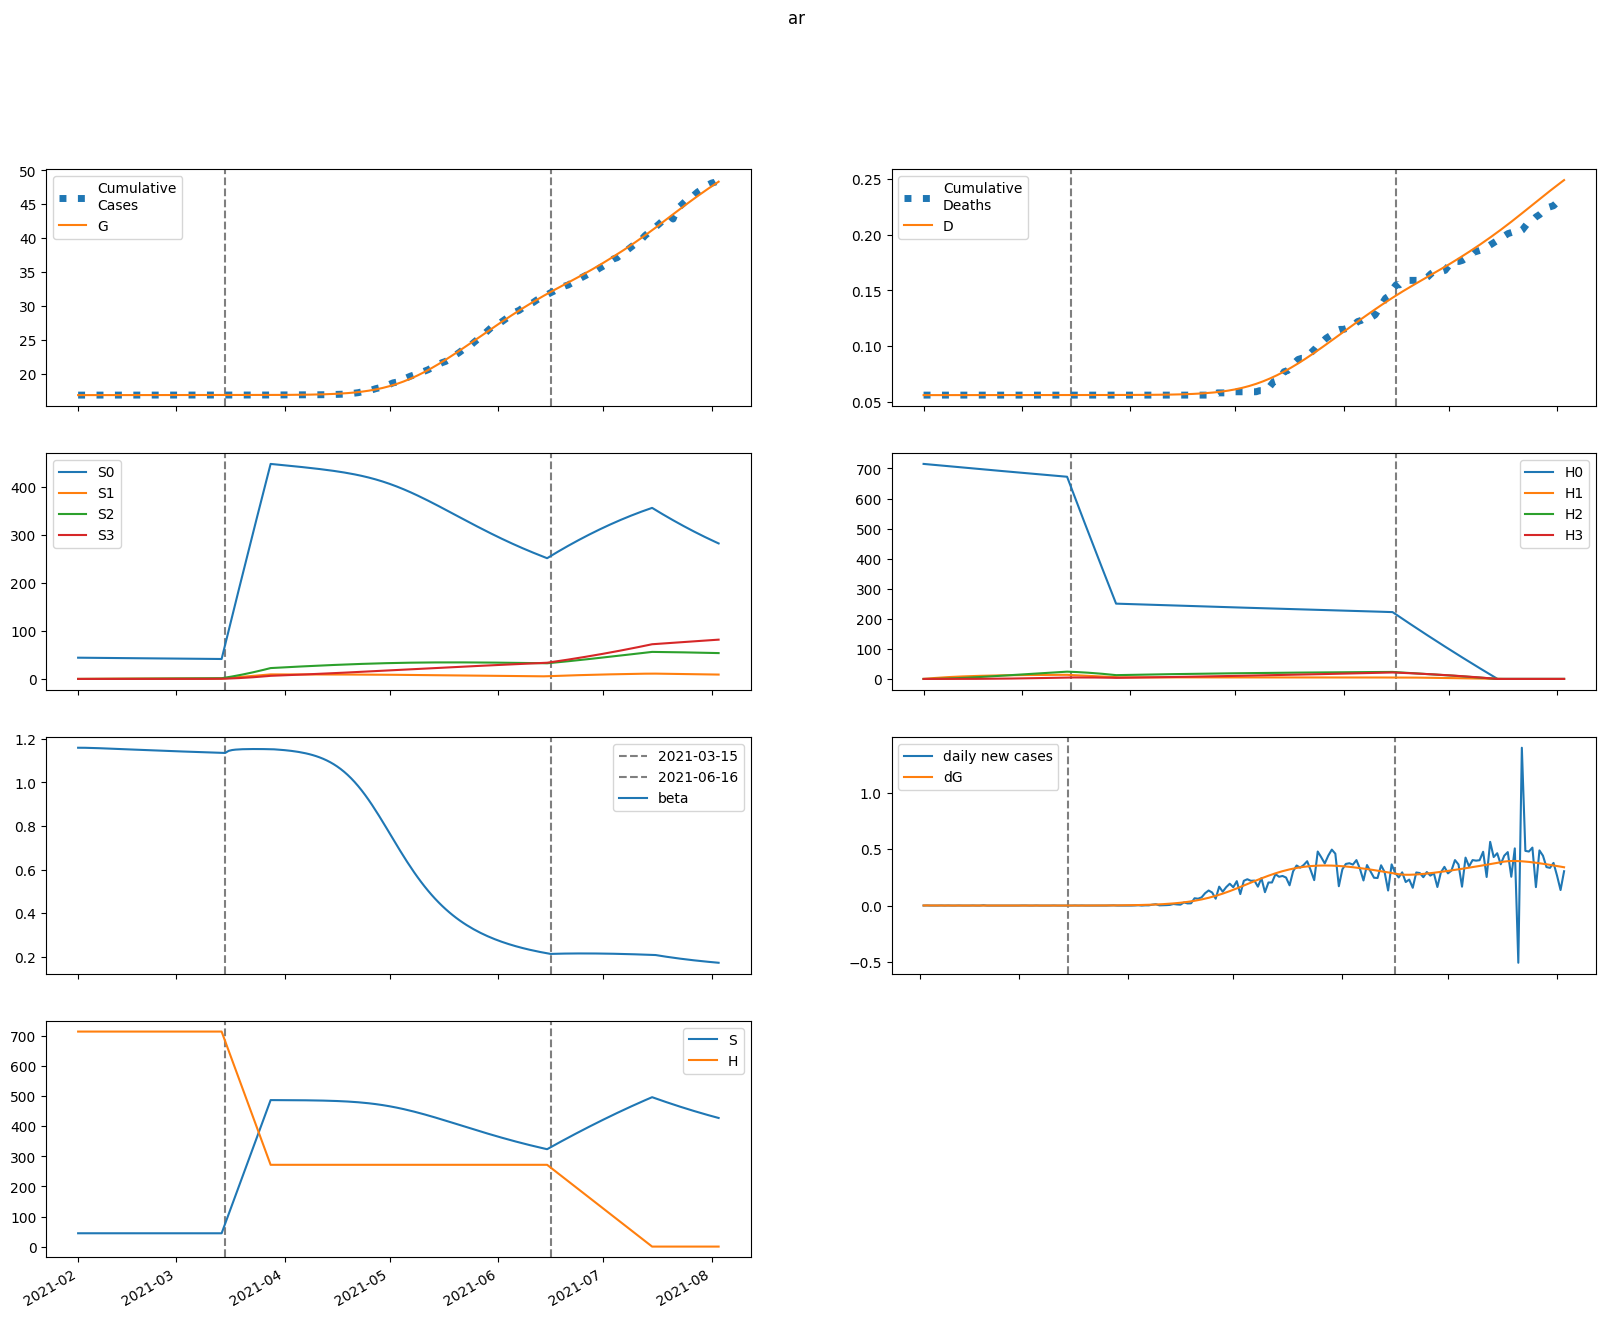 ar
50
45
40
35
30
25
20
Cumulative
Cases
G
0.25
0.20
0.15
0.10
0.05
Cumulative
Deaths
D
400
300
200
100
0
S0
S1
S2
S3
700
600
500
400
300
200
100
0
H0
H1
H2
H3
1.2
1.0
0.8
0.6
0.4
0.2
2021-03-15
2021-06-16
beta
1.0
0.5
0.0
−0.5
daily new cases
dG
700
600
500
400
300
200
100
0
S
H
2021-02
2021-03
2021-04
2021-05
2021-06
2021-07
2021-08